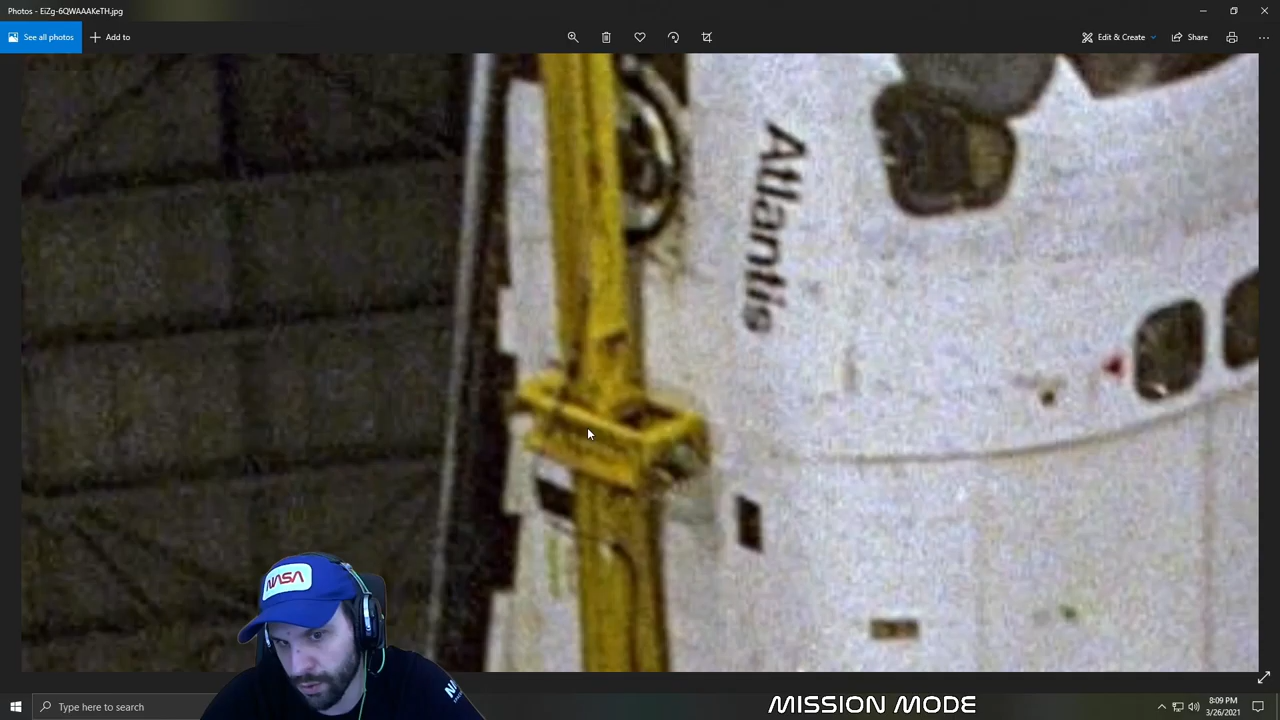 Photos - EiZg-6QWAAAKeTH.jpg
See all photos
Add to
Edit & Create
Share
Atlantis
NASA
MISSION MODE
Type here to search
8:09 PM
3/26/2021